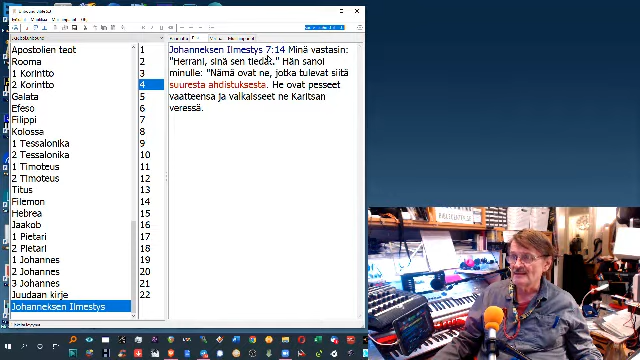 Apostolien teot
Rooma
1 Korintto
2 Korintto
Galata
Efeso
Filippi
Kolossa
1 Tessalonika
2 Tessalonika
1 Timoteus
2 Timoteus
Titus
Filemon
Hebrea
Jaakob
1 Pietari
2 Pietari
1 Johannes
2 Johannes
3 Johannes
Juudaan kirje
Johanneksen Ilmestys
1
2
3
4
5
6
7
8
9
10
11
12
13
14
15
16
17
18
19
20
21
22
Johanneksen Ilmestys 7:14 Minä vastasin:
"Herrani, sinä sen tiedät." Hän sanoi
minulle: "Nämä ovat ne, jotka tulevat siitä
suuresta ahdistuksesta. He ovat pesseet
vaatteensa ja valkaisseet ne Karitsan
veressä.